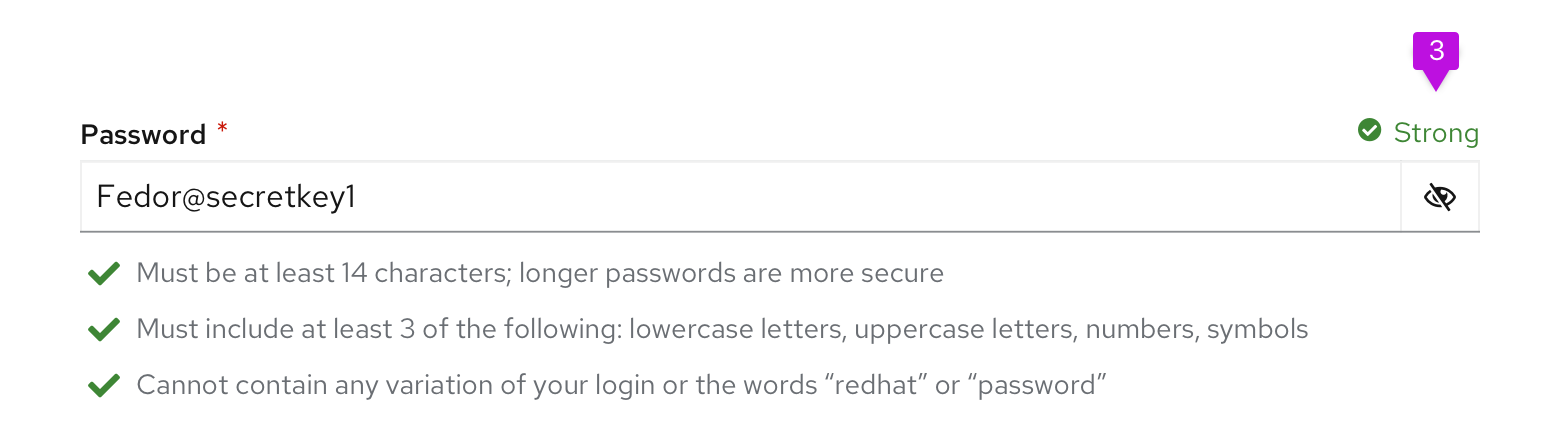 3
Password * Strong
Fedor@secretkey1
Must be at least 14 characters; longer passwords are more secure
Must include at least 3 of the following: lowercase letters, uppercase letters, numbers, symbols
Cannot contain any variation of your login or the words “redhat” or “password”